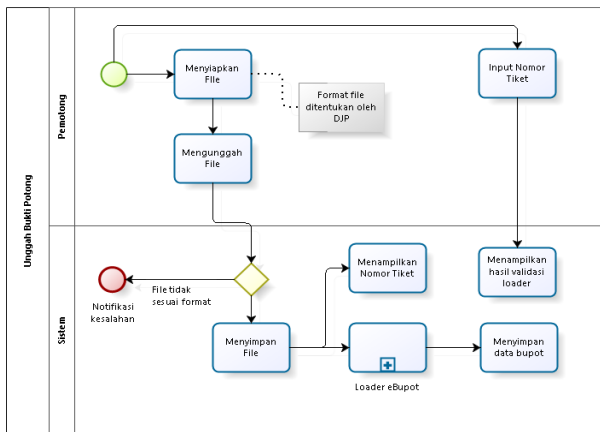 Unggah Bukti Potong
Pemotong
Menyiapkan
File
Format file
ditentukan oleh
DJP
Input Nomor
Tiket
Mengunggah
File
Sistem
Notifikasi
kesalahan
File tidak
sesuai format
Menampilkan
Nomor Tiket
Menampilkan
hasil validasi
loader
Menyimpan
File
Loader eBupot
Menyimpan
data bupot